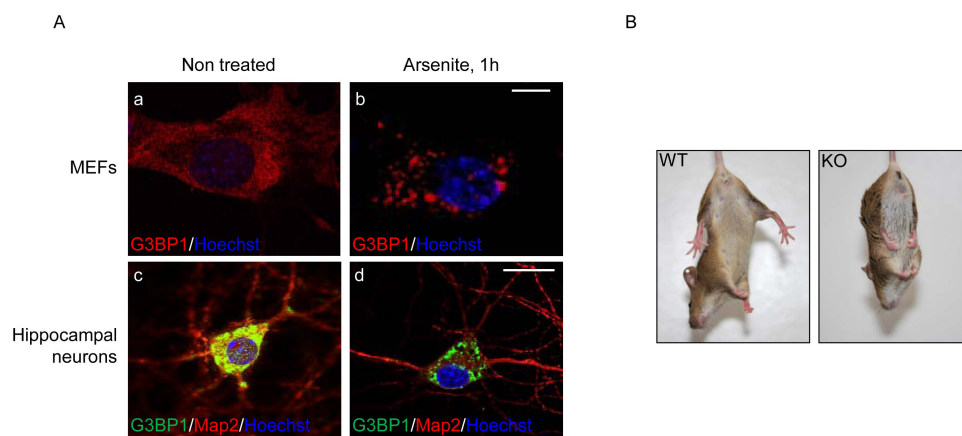 A
B
Non treated
Arsenite, 1h
MEFs
a
G3BP1/Hoechst
b
G3BP1/Hoechst
Hippocampal
neurons
c
G3BP1/Map2/Hoechst
d
G3BP1/Map2/Hoechst
WT
KO